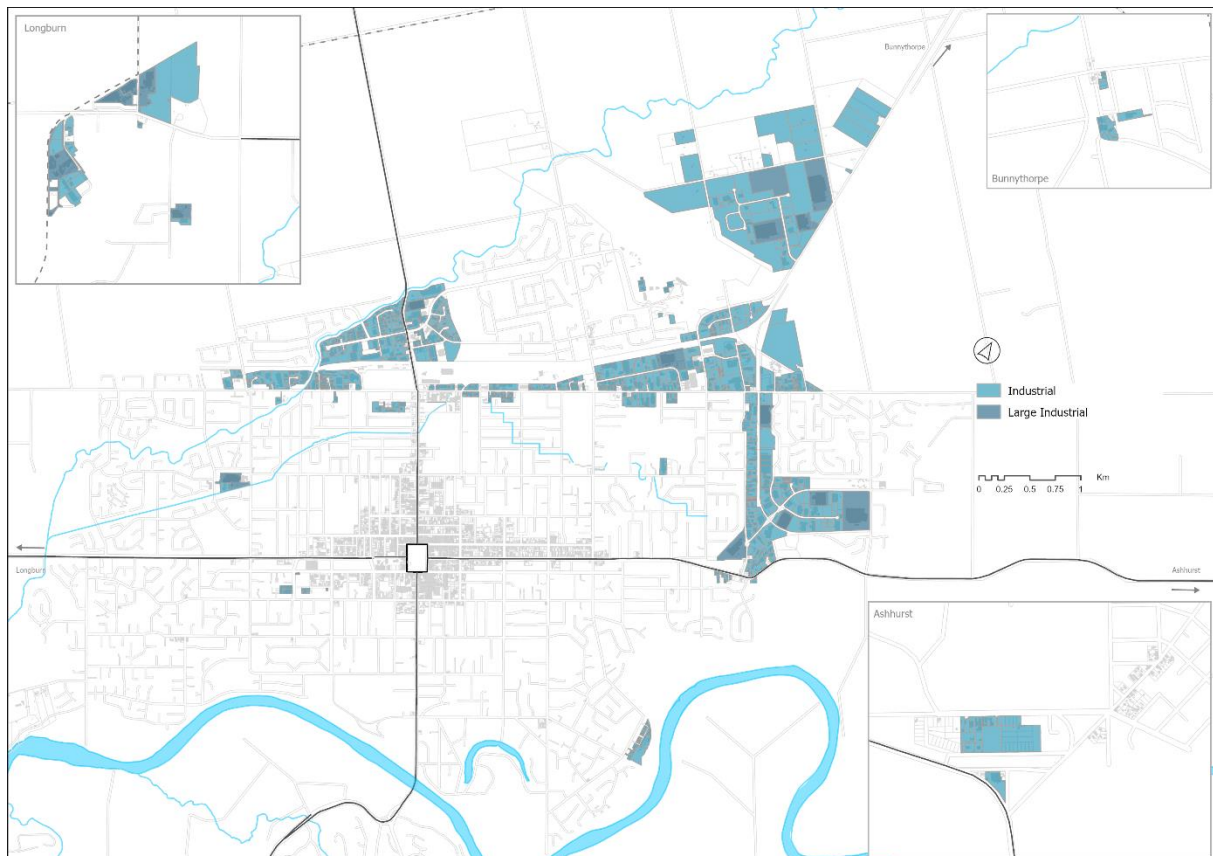 Longburn
Bunnythorpe
Bunnythorpe
Industrial
Large Industrial
Km
0 0.25 0.5 0.75 1
Longburn
Ashhurst
Ashhurst